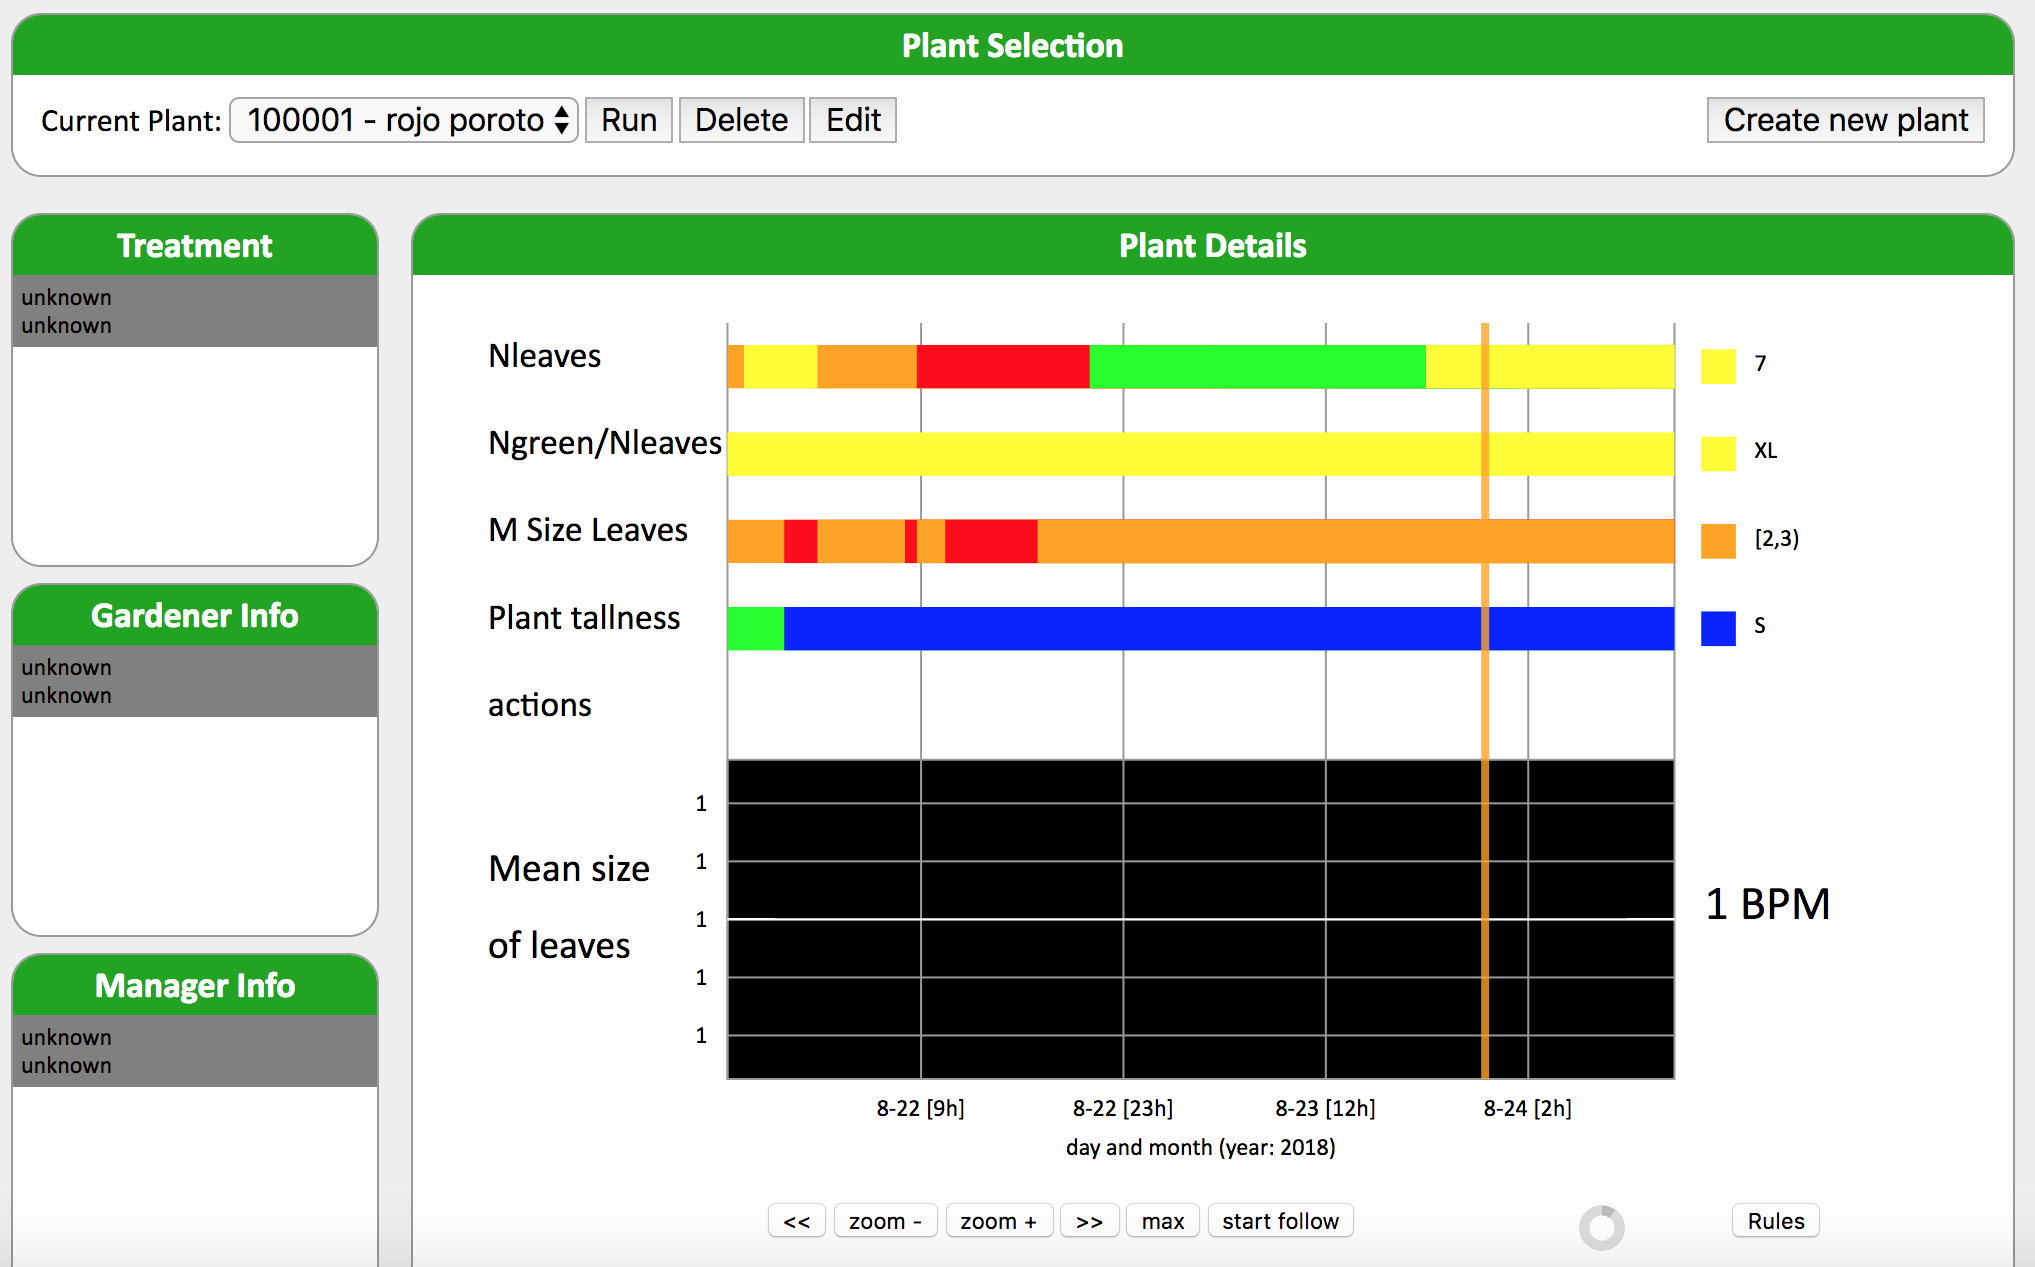 Plant Selection
Current Plant: 100001 - rojo poroto Run Delete Edit Create new plant
Treatment
unknown
unknown
Gardener Info
unknown
unknown
Manager Info
unknown
unknown
Plant Details
Nleaves 7
Ngreen/Nleaves XL
M Size Leaves [2,3)
Plant tallness S
actions
1
1
Mean size
1
of leaves
1
1
1 BPM
8-22 [9h] 8-22 [23h] 8-23 [12h] 8-24 [2h]
day and month (year: 2018)
<< zoom - zoom + >> max start follow Rules